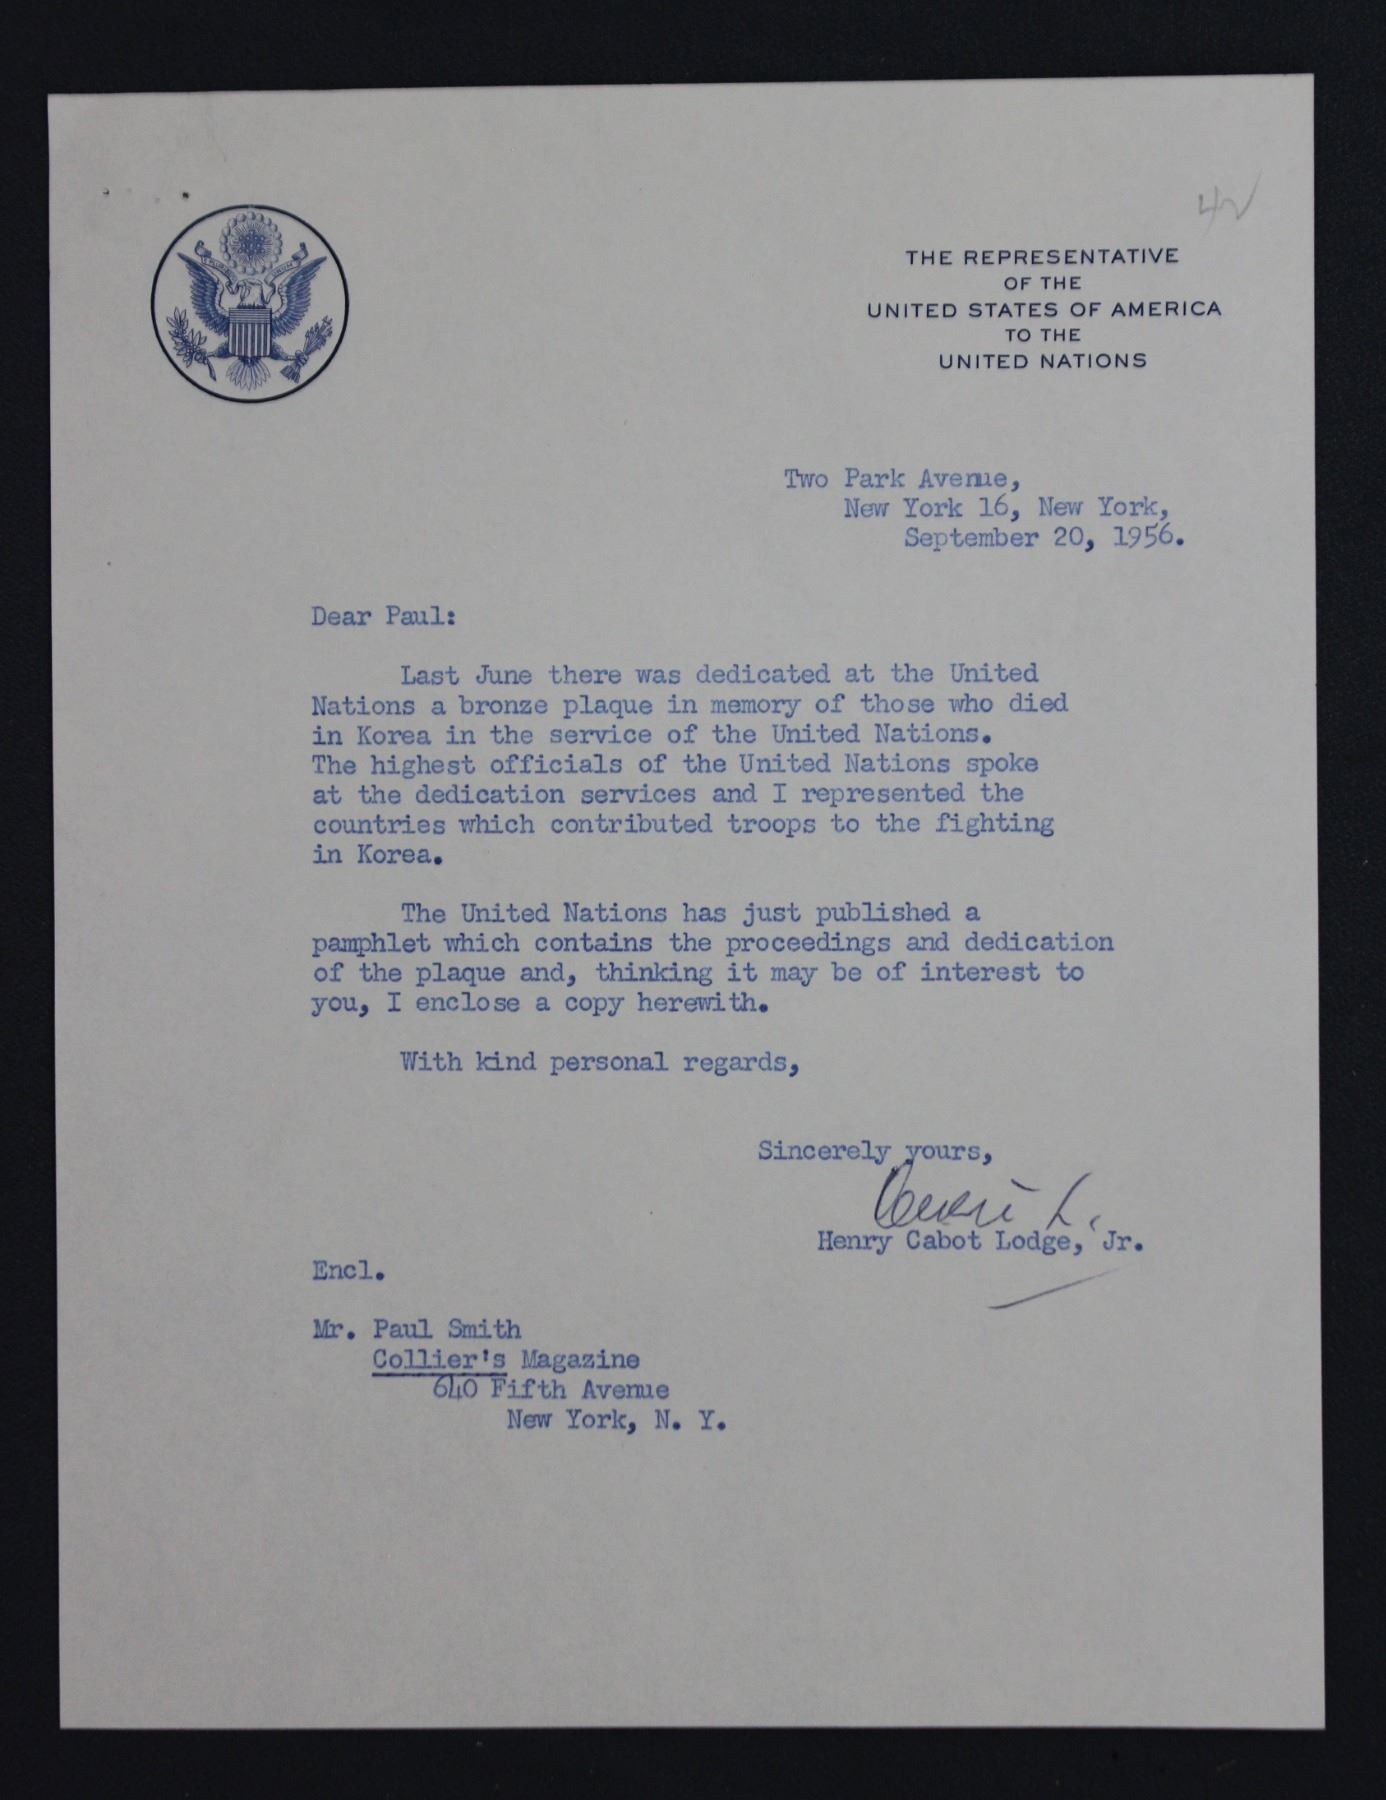 THE REPRESENTATIVE
OF THE
UNITED STATES OF AMERICA
TO THE
UNITED NATIONS
Two Park Avenue,
New York 16, New York,
September 20, 1956.
Dear Paul:
Last June there was dedicated at the United
Nations a bronze plaque in memory of those who died
in Korea in the service of the United Nations.
The highest officials of the United Nations spoke
at the dedication services and I represented the
countries which contributed troops to the fighting
in Korea.
The United Nations has just published a
pamphlet which contains the proceedings and dedication
of the plaque and, thinking it may be of interest to
you, I enclose a copy herewith.
With kind personal regards,
Sincerely yours,
Henry Cabot Lodge, Jr.
Encl.
Mr. Paul Smith
Collier's Magazine
640 Fifth Avenue
New York, N. Y.